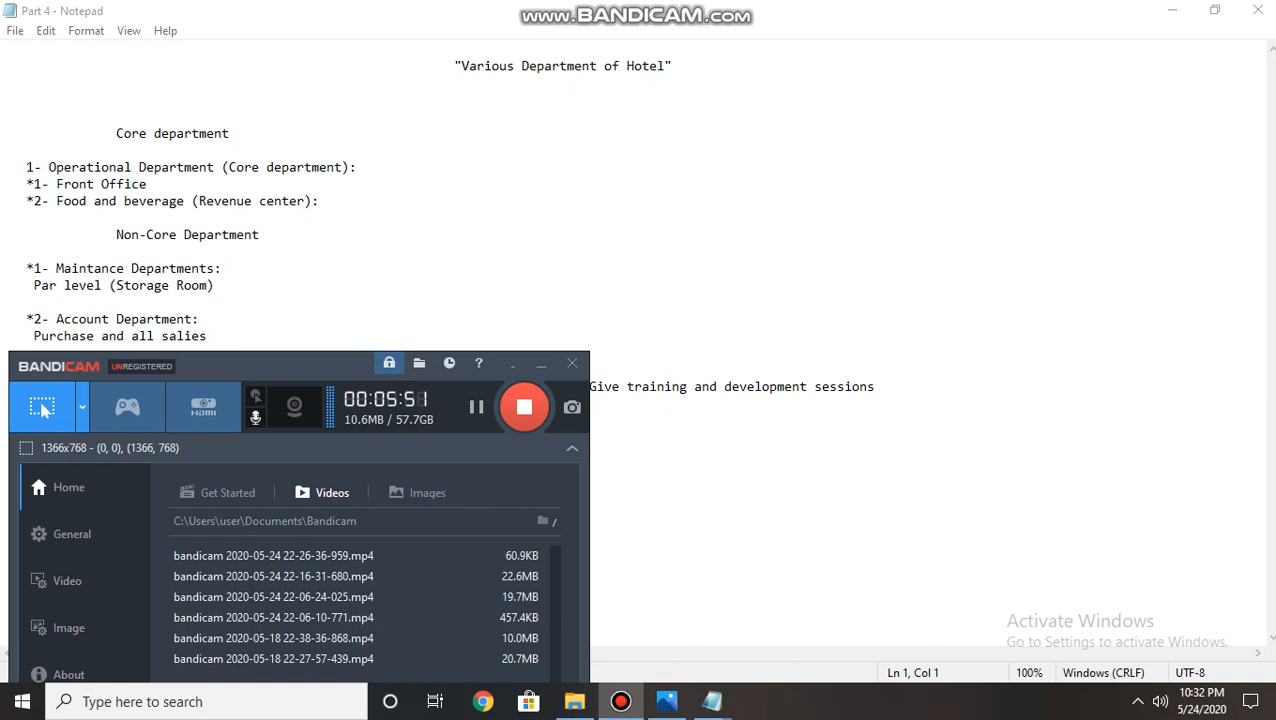 Part 4 - Notepad
www.BANDICAM.com
File Edit Format View Help
"Various Department of Hotel"
Core department
1- Operational Department (Core department):
*1- Front Office
*2- Food and beverage (Revenue center):
Non-Core Department
*1- Maintance Departments:
Par level (Storage Room)
*2- Account Department:
Purchase and all salies
Give training and development sessions
BANDICAM UNREGISTERED
HDMI
00:05:51
10.6MB / 57.7GB
1366x768 - (0, 0), (1366, 768)
Home
General
Video
Image
About
Get Started Videos Images
C:\Users\user\Documents\Bandicam
bandicam 2020-05-24 22-26-36-959.mp4 60.9KB
bandicam 2020-05-24 22-16-31-680.mp4 22.6MB
bandicam 2020-05-24 22-06-24-025.mp4 19.7MB
bandicam 2020-05-24 22-06-10-771.mp4 457.4KB
bandicam 2020-05-18 22-38-36-868.mp4 10.0MB
bandicam 2020-05-18 22-27-57-439.mp4 20.7MB
Activate Windows
Go to Settings to activate Windows.
Ln 1, Col 1 100% Windows (CRLF) UTF-8
Type here to search
10:32 PM
5/24/2020